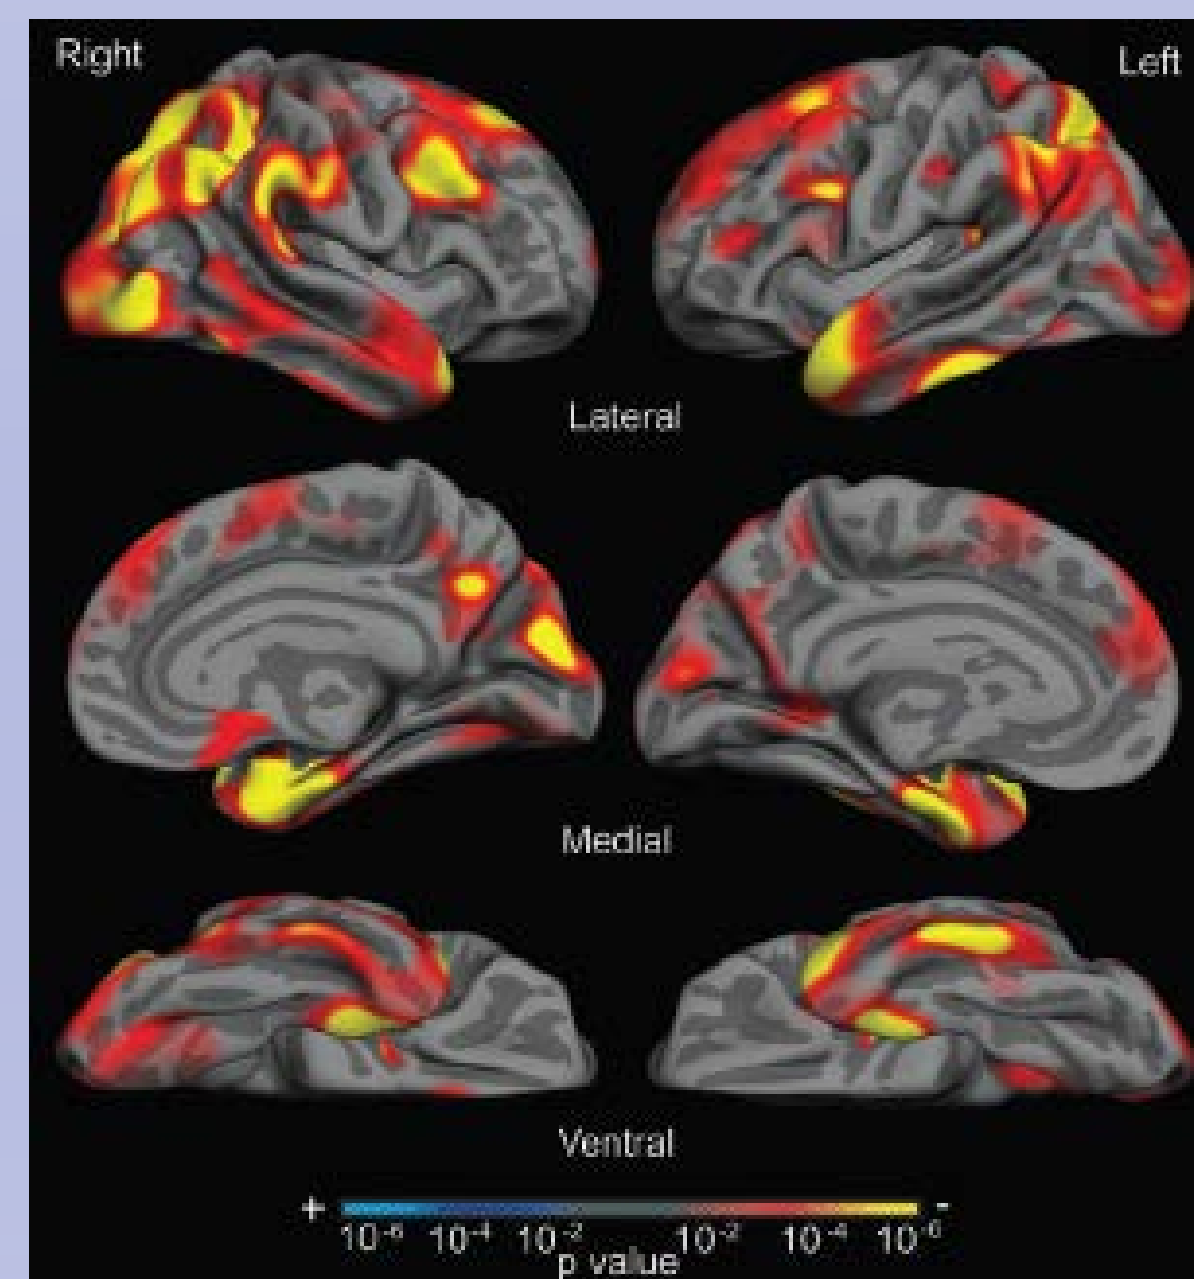 Right
Left
Lateral
Medial
Ventral
+ -
10⁻⁶ 10⁻⁴ 10⁻² 10⁻² 10⁻⁴ 10⁻⁶
p value